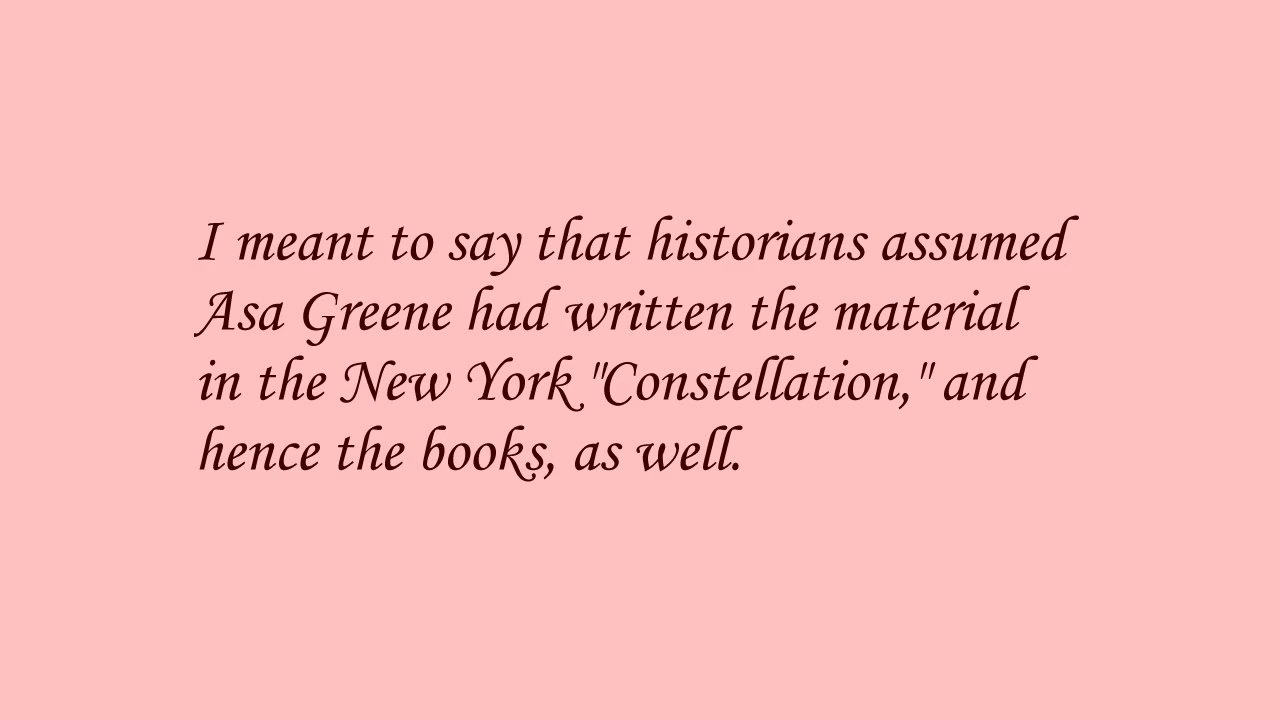 I meant to say that historians assumed
Asa Greene had written the material
in the New York "Constellation," and
hence the books, as well.